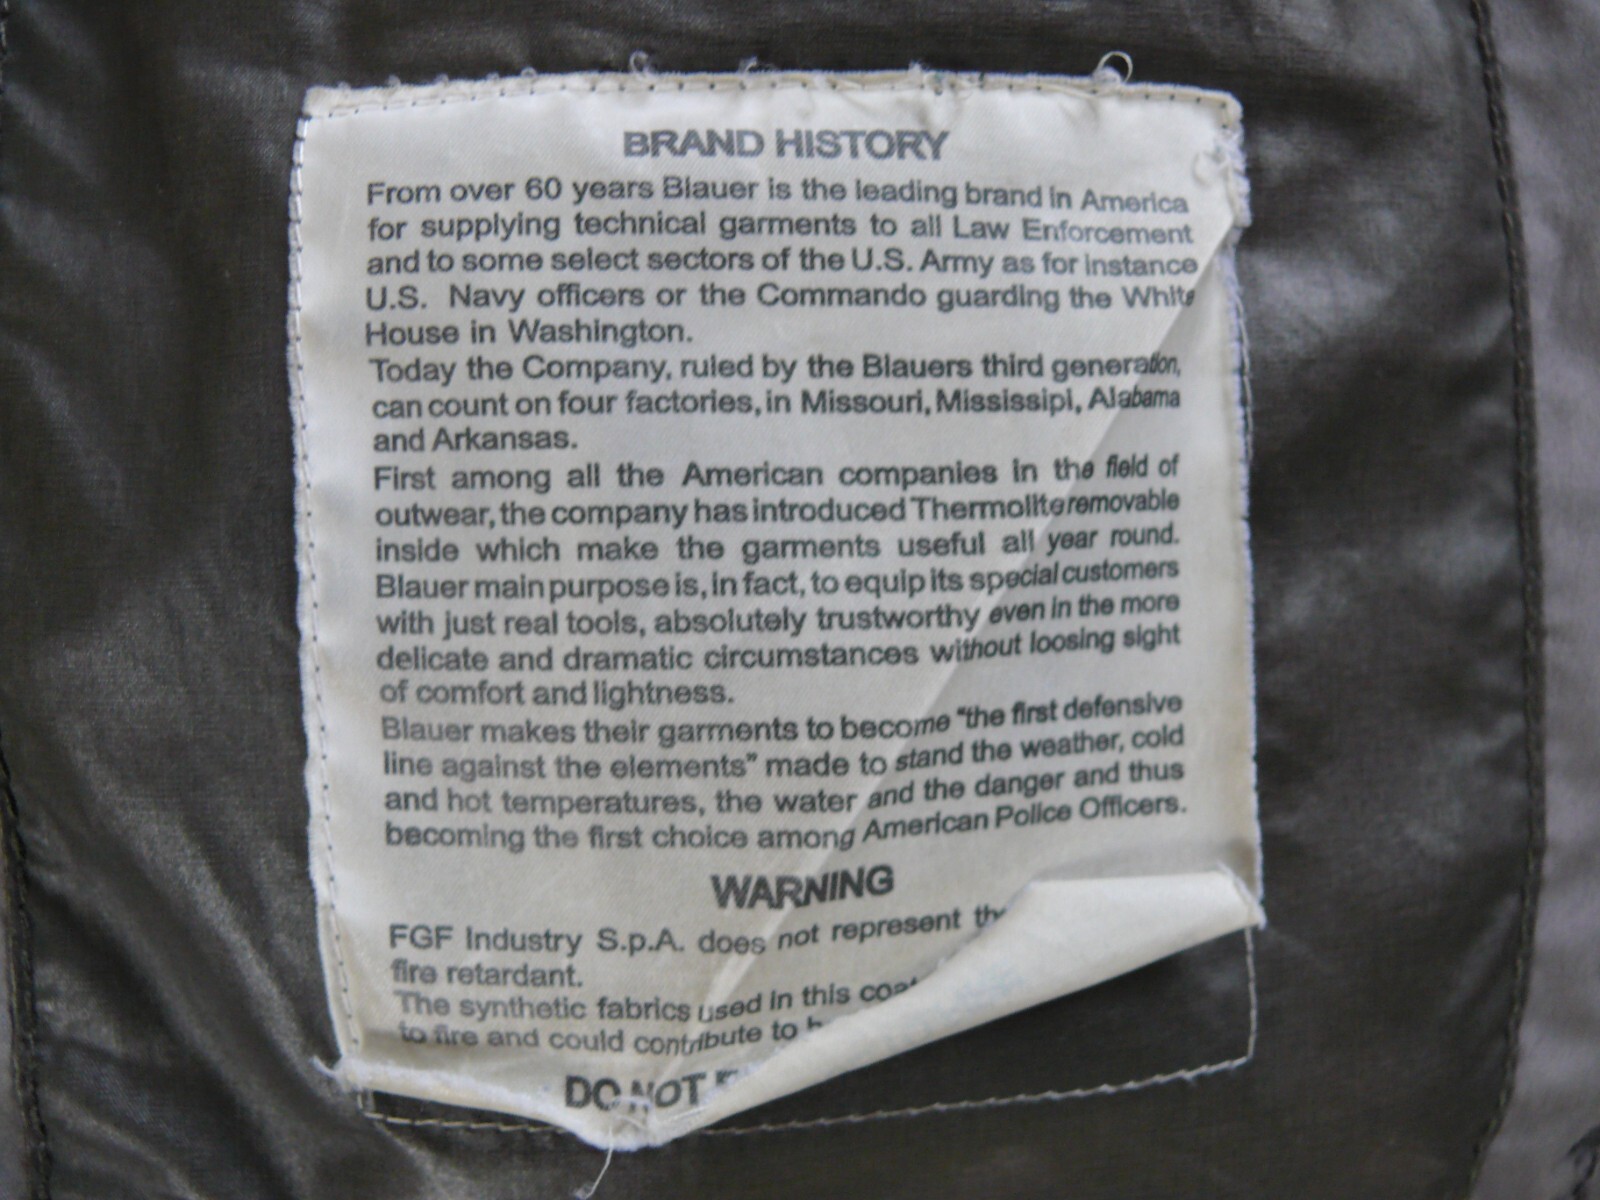 BRAND HISTORY
From over 60 years Blauer is the leading brand in America
for supplying technical garments to all Law Enforcement
and to some select sectors of the U.S. Army as for instance
U.S. Navy officers or the Commando guarding the White
House in Washington.
Today the Company, ruled by the Blauers third generation,
can count on four factories, in Missouri, Mississipi, Alabama
and Arkansas.
First among all the American companies in the field of
outwear, the company has introduced Thermolite removable
inside which make the garments useful all year round.
Blauer main purpose is, in fact, to equip its special customers
with just real tools, absolutely trustworthy even in the more
delicate and dramatic circumstances without loosing sight
of comfort and lightness.
Blauer makes their garments to become "the first defensive
line against the elements" made to stand the weather, cold
and hot temperatures, the water and the danger and thus
becoming the first choice among American Police Officers.
WARNING
FGF Industry S.p.A. does not represent
fire retardant.
The synthetic fabrics used in this
to fire and could contribute to
DO NOT